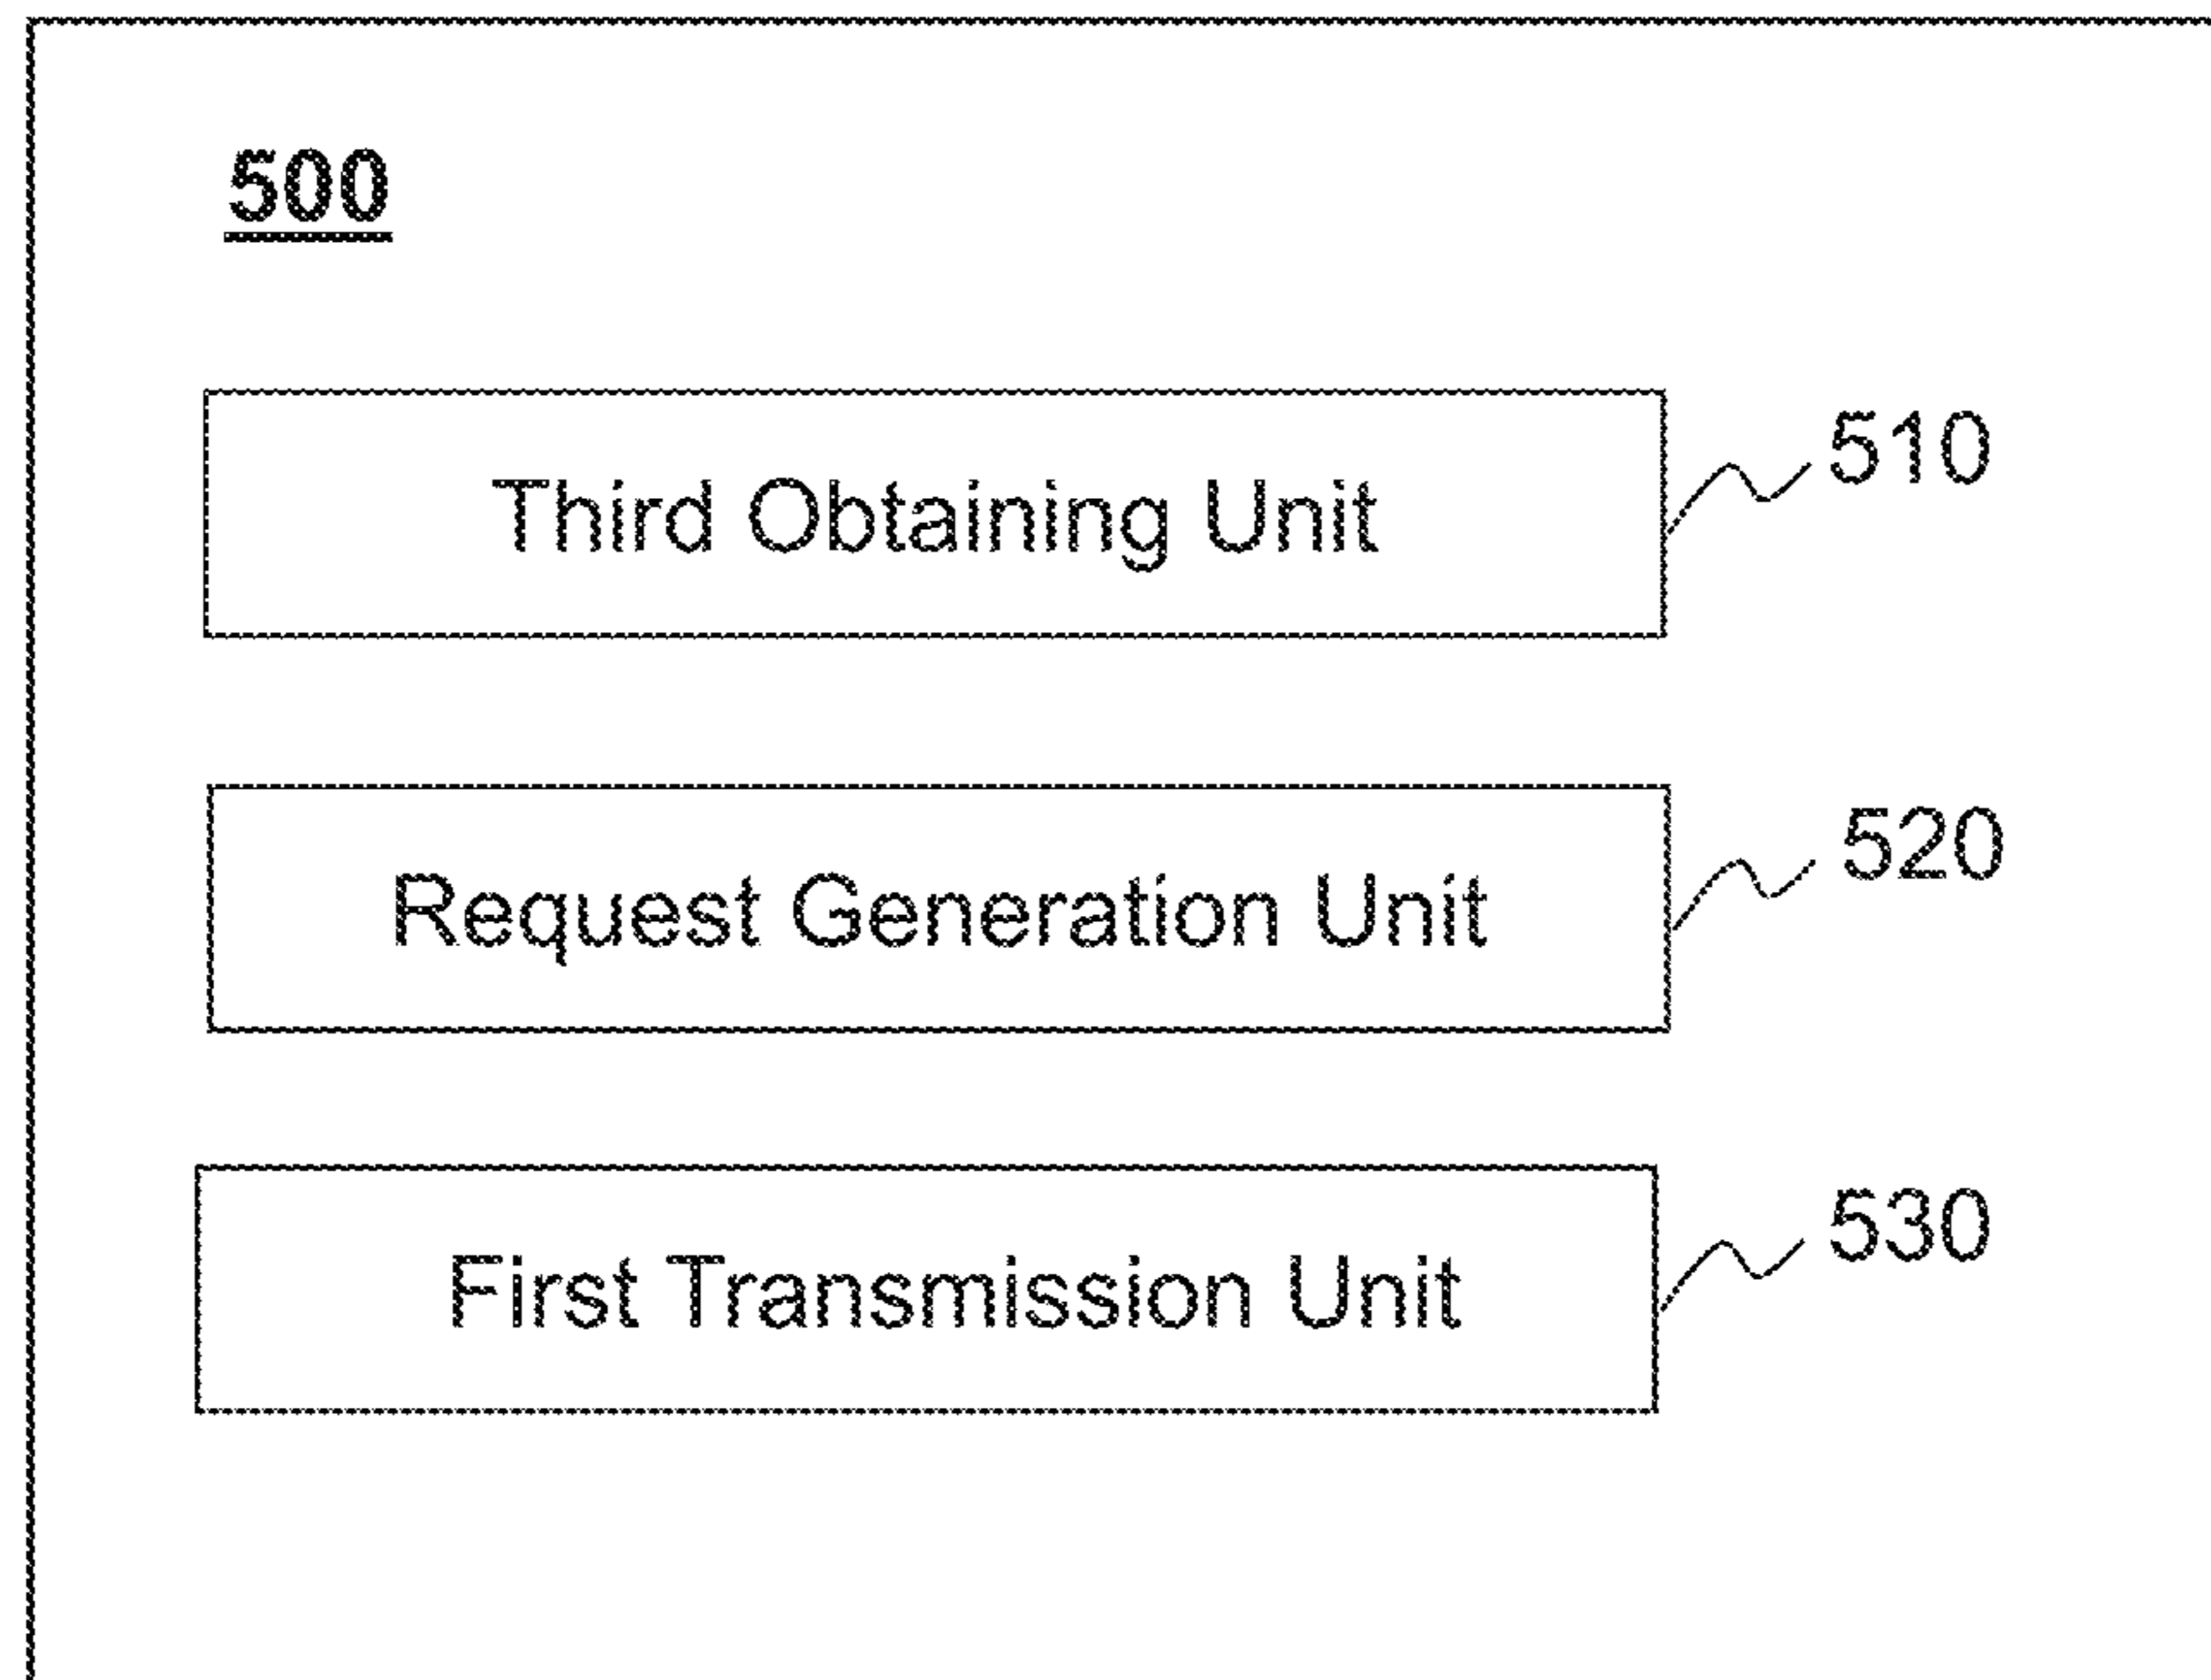 500
Third Obtaining Unit
510
Request Generation Unit
520
First Transmission Unit
530